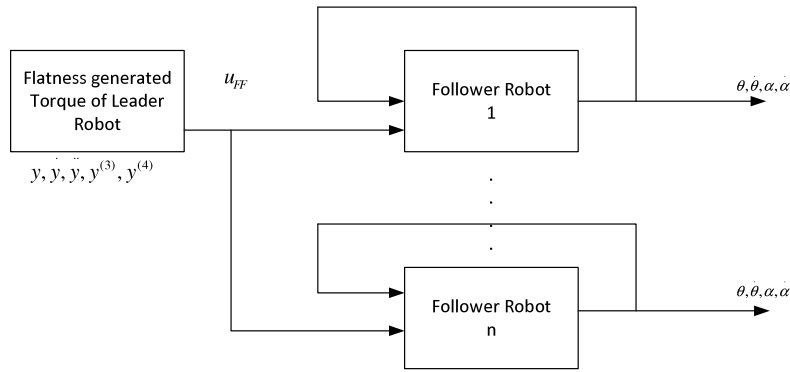 Flatness generated
Torque of Leader
Robot
y, ẏ, ÿ, y⁽³⁾, y⁽⁴⁾
u_FF
Follower Robot
1
θ,θ̇,α,α̇
Follower Robot
n
θ,θ̇,α,α̇